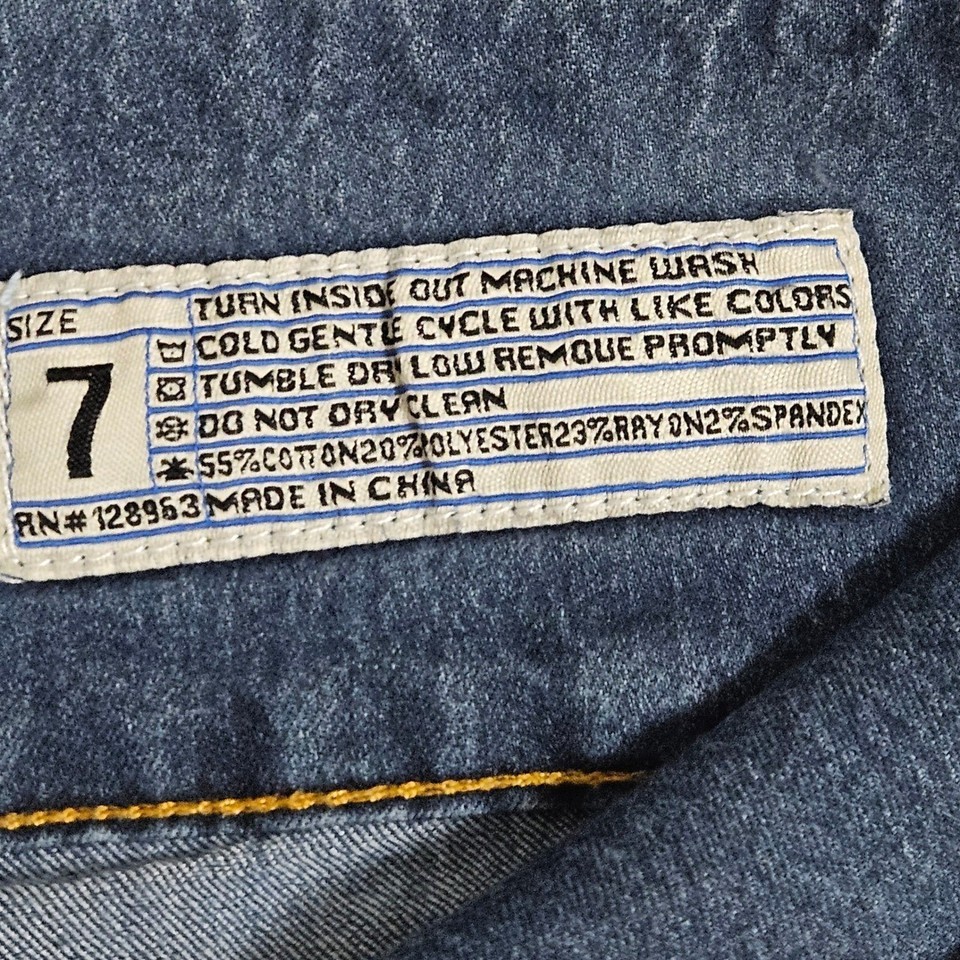 SIZE
7
RN#128963
TURN INSIDE OUT MACHINE WASH
COLD GENTLE CYCLE WITH LIKE COLORS
TUMBLE DRY LOW REMOVE PROMPTLY
DO NOT DRY CLEAN
55%COTTON20%POLYESTER23%RAYON2%SPANDEX
MADE IN CHINA